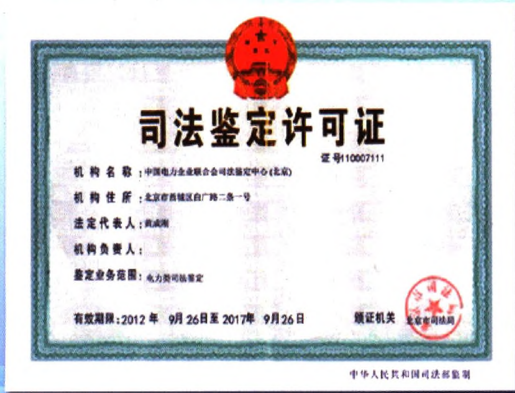 司法鉴定许可证
证号110007111
机构名称:中国电力企业联合会司法鉴定中心(北京)
机构住所:北京市西城区白广路二条一号
法定代表人:
机构负责人:
鉴定业务范围:电力类司法鉴定
有效期限:2012年 9月26日至2017年 9月26日 颁证机关 北京市司法局
中华人民共和国司法部监制